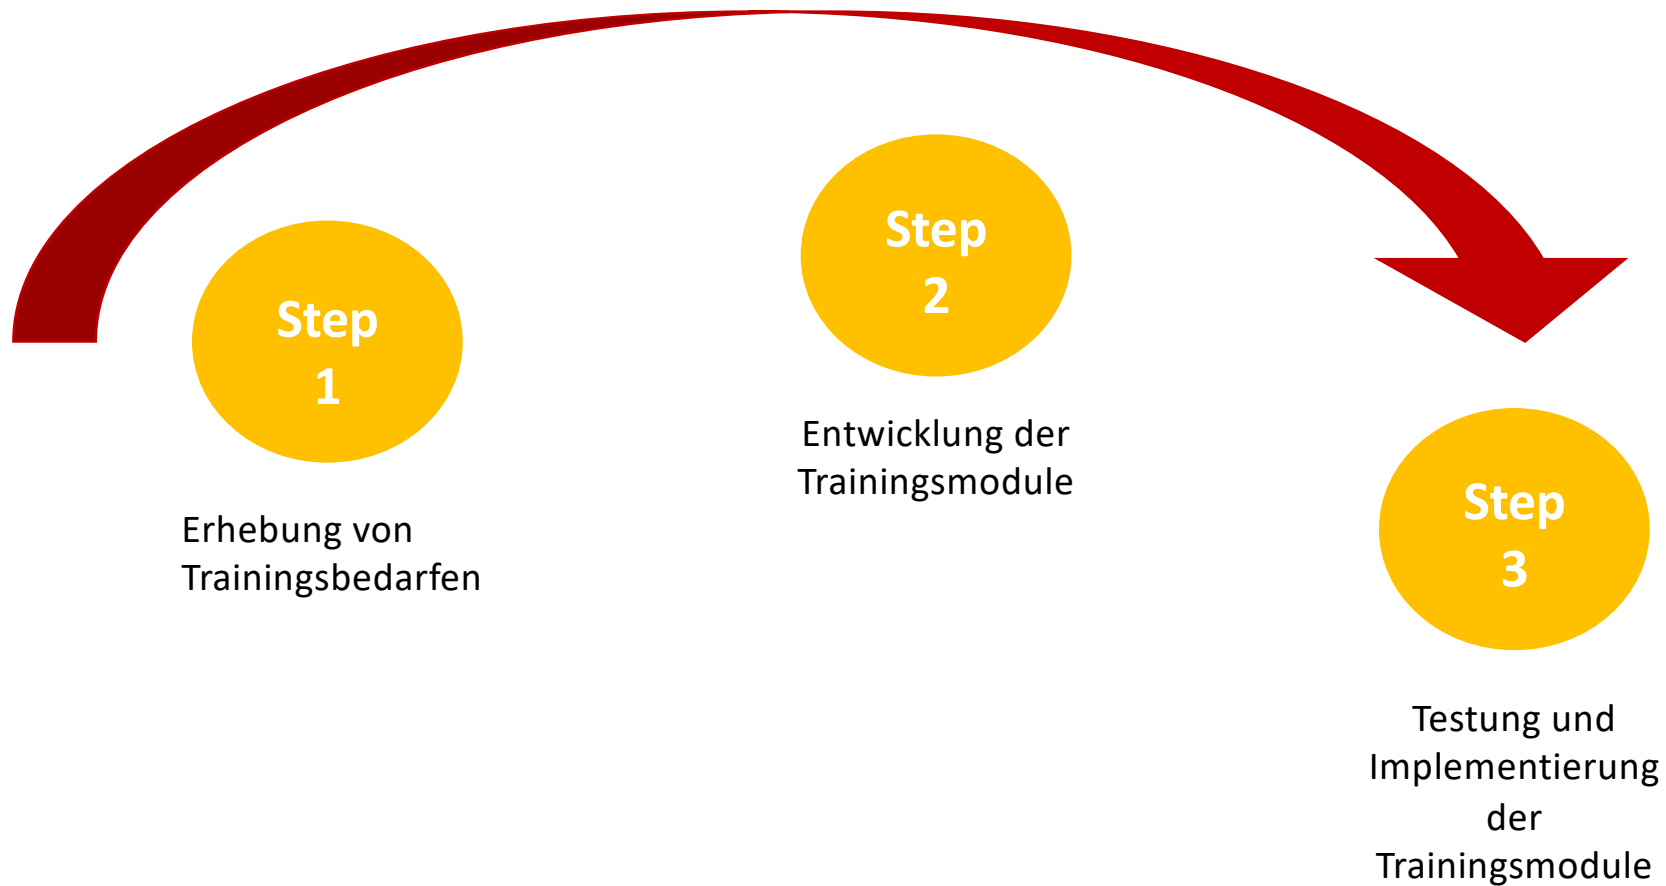 Step
1
Erhebung von
Trainingsbedarfen
Step
2
Entwicklung der
Trainingsmodule
Step
3
Testung und
Implementierung
der
Trainingsmodule